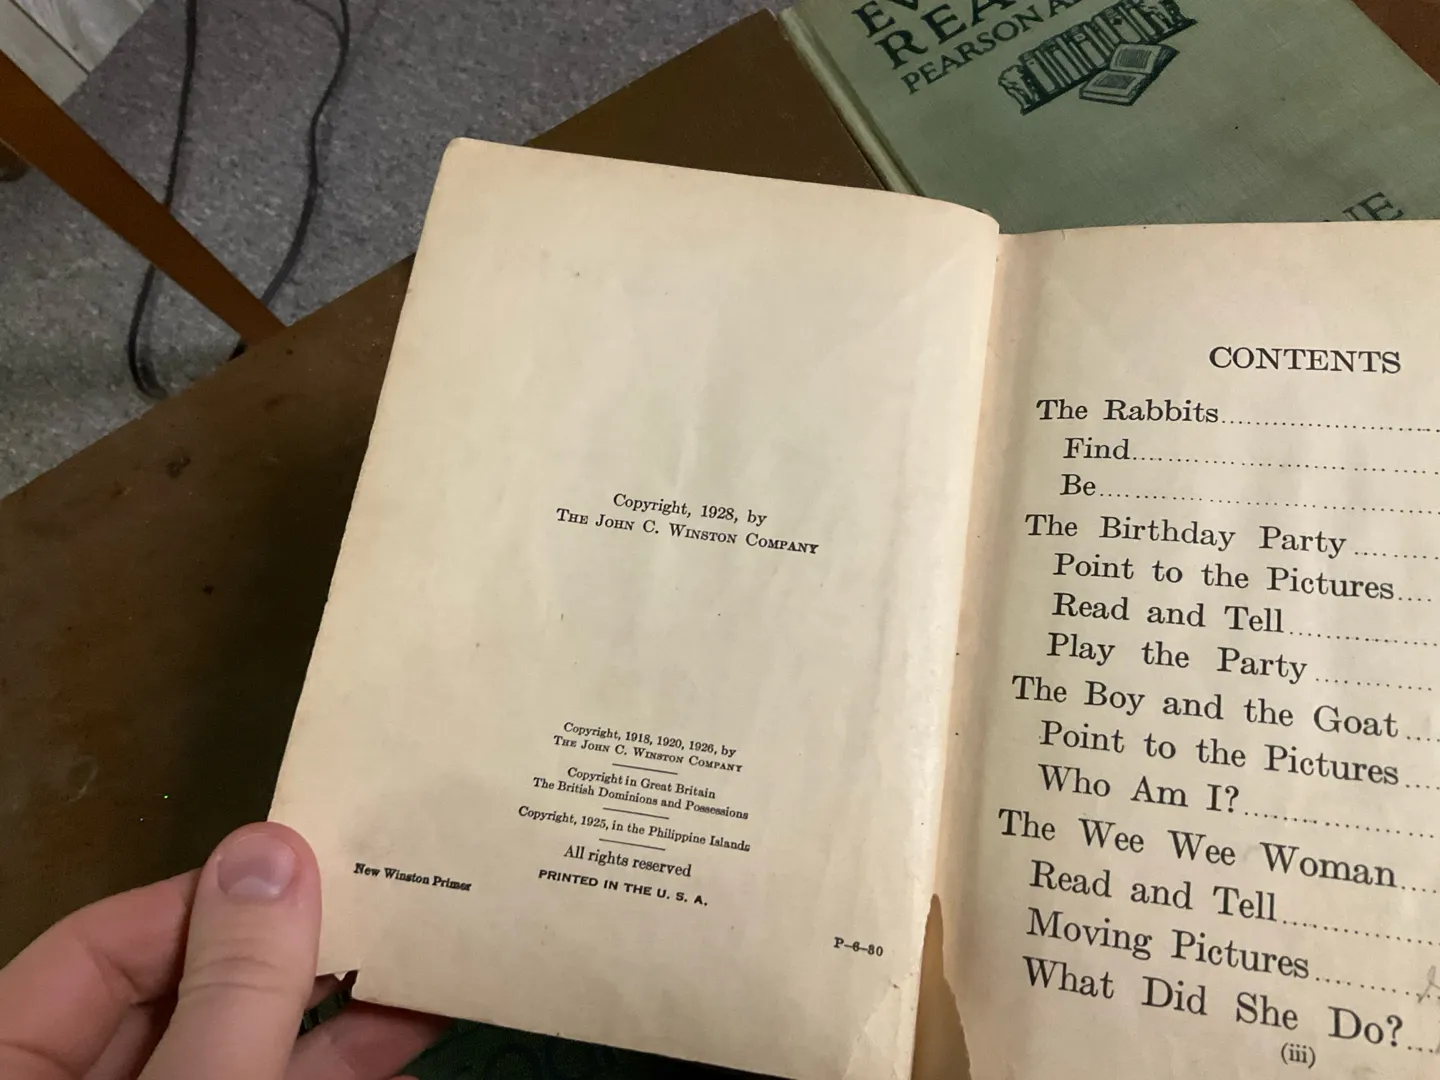 REA
PEARSON
Copyright, 1928, by
THE JOHN C. WINSTON COMPANY
Copyright, 1918, 1920, 1926, by
THE JOHN C. WINSTON COMPANY
Copyright in Great Britain
The British Dominions and Possessions
Copyright, 1925, in the Philippine Islands
All rights reserved
PRINTED IN THE U. S. A.
New Winston Primer
P-6-30
CONTENTS
The Rabbits
Find
Be
The Birthday Party
Point to the Pictures
Read and Tell
Play the Party
The Boy and the Goat
Point to the Pictures
Who Am I?
The Wee Wee Woman
Read and Tell
Moving Pictures
What Did She Do?
(iii)